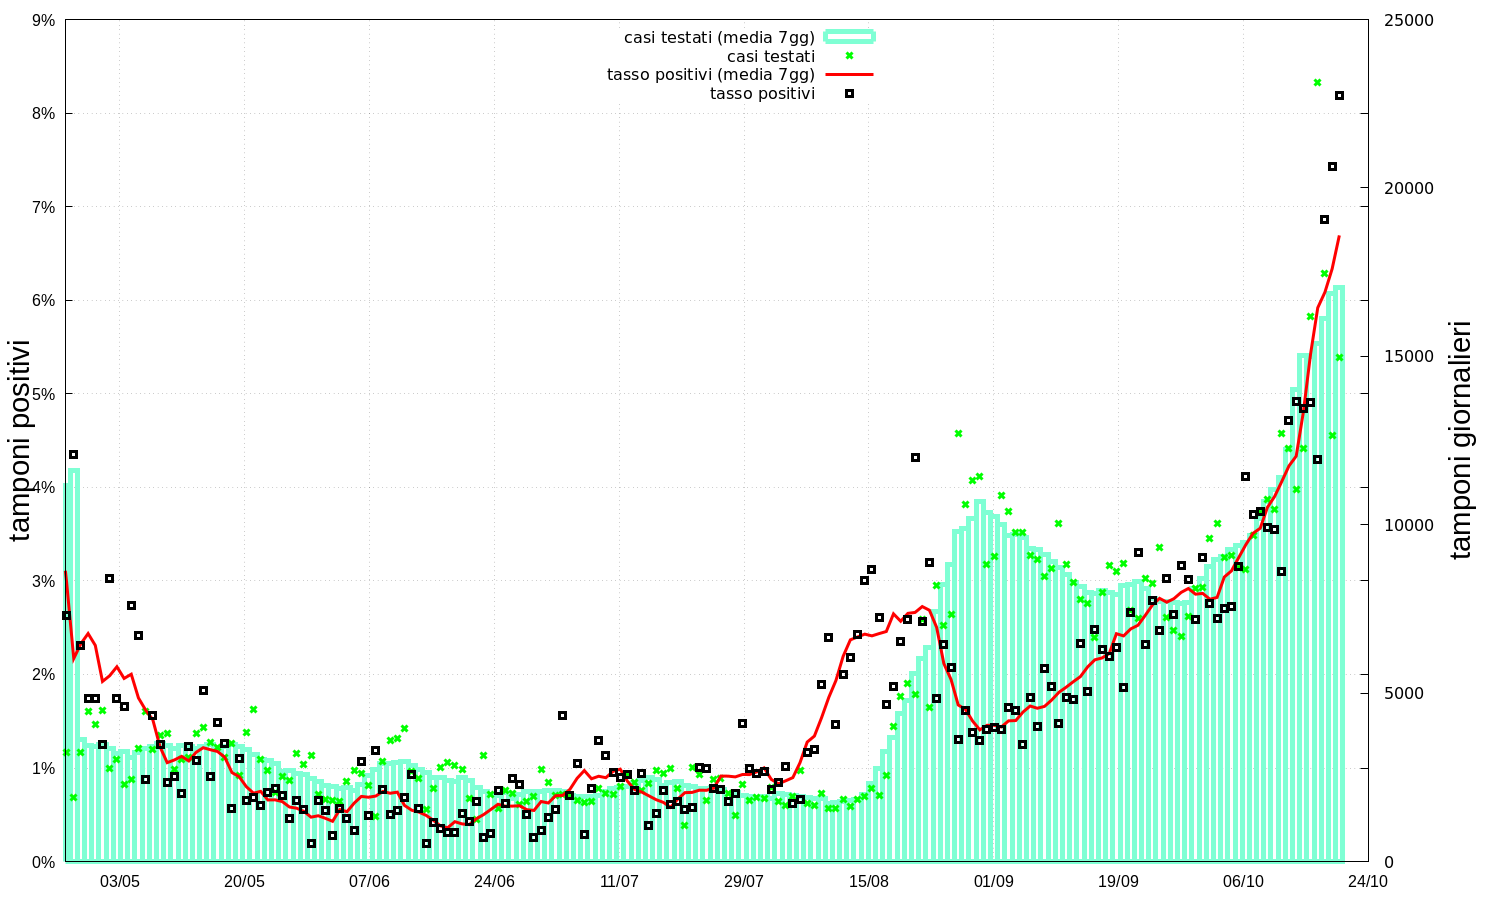 casi testati (media 7gg)
casi testati
tasso positivi (media 7gg)
tasso positivi
tamponi positivi
9%
8%
7%
6%
5%
4%
3%
2%
1%
0%
25000
20000
15000
10000
5000
0
tamponi giornalieri
03/05 20/05 07/06 24/06 11/07 29/07 15/08 01/09 19/09 06/10 24/10